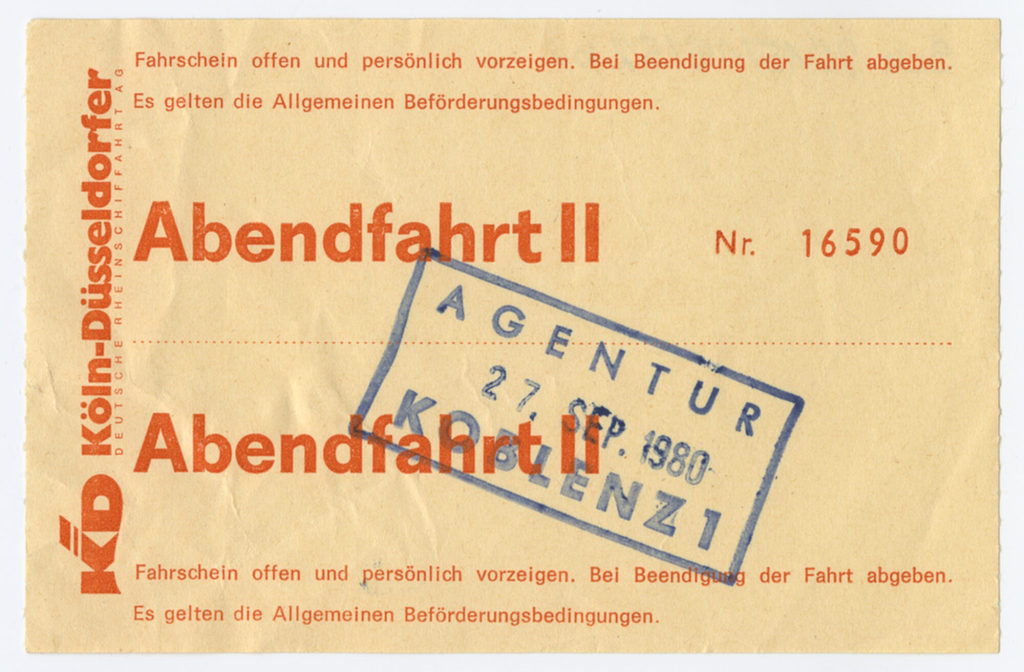 Fahrschein offen und persönlich vorzeigen. Bei Beendigung der Fahrt abgeben.
Es gelten die Allgemeinen Beförderungsbedingungen.
KD Köln-Düsseldorfer
DEUTSCHE RHEINSCHIFFAHRT AG
Abendfahrt II
Nr. 16590
AGENTUR
27. SEP. 1980
KOBLENZ 1
Abendfahrt II
Fahrschein offen und persönlich vorzeigen. Bei Beendigung der Fahrt abgeben.
Es gelten die Allgemeinen Beförderungsbedingungen.